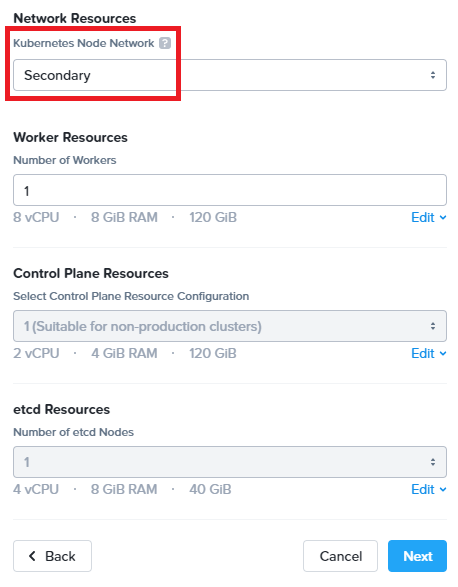 Network Resources
Kubernetes Node Network ?
Secondary
Worker Resources
Number of Workers
1
8 vCPU · 8 GiB RAM · 120 GiB Edit
Control Plane Resources
Select Control Plane Resource Configuration
1 (Suitable for non-production clusters)
2 vCPU · 4 GiB RAM · 120 GiB Edit
etcd Resources
Number of etcd Nodes
1
4 vCPU · 8 GiB RAM · 40 GiB Edit
Back Cancel Next